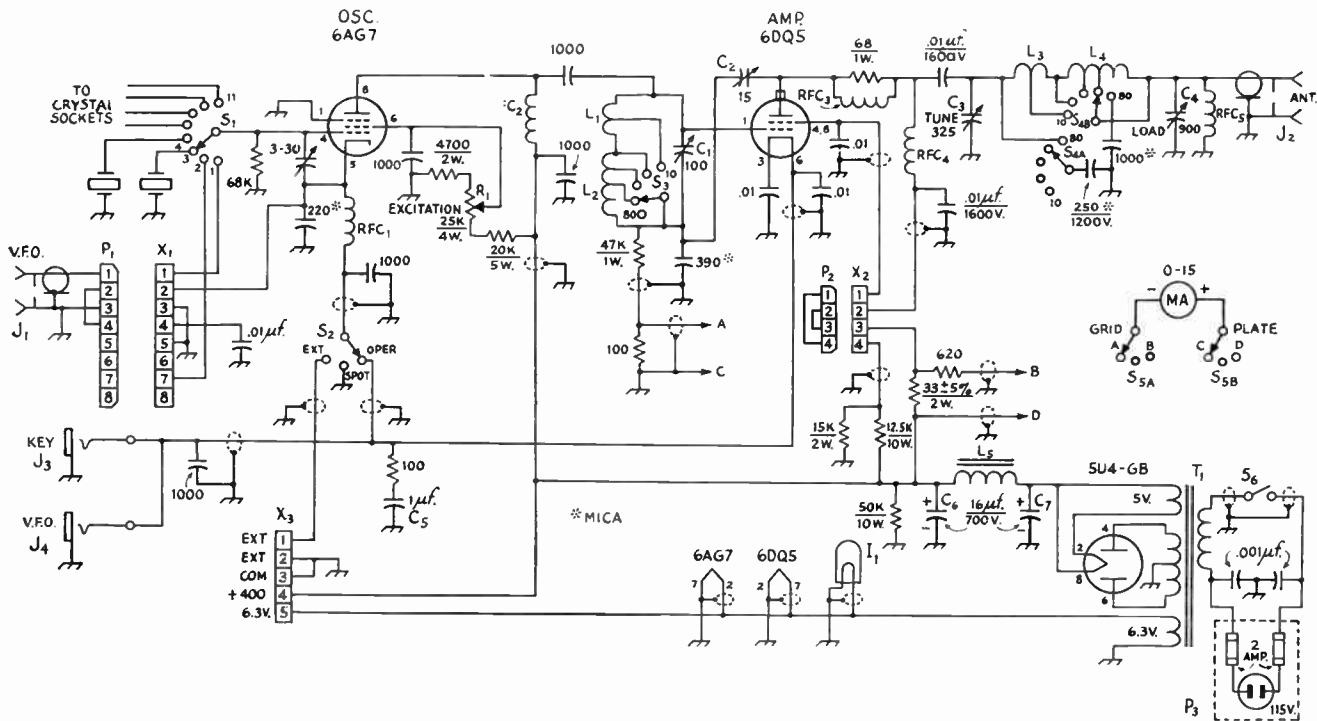 OSC.
6AG7
AMP.
6DQ5
TO
CRYSTAL
SOCKETS
11
S1
4
3
2
1
68K
3-30
1
4
8
6
5
220*
RFC1
1000
1000
4700
2W.
R1
EXCITATION
25K
4W.
20K
5W.
1000
C2
1000
L1
L2
S3
10
80
C1
100
47K
1W.
390*
100
A
C
C2
15
1
4,8
3
6
.01
.01
.01
68
1W.
RFC3
.01µf.
1600V
RFC4
.01µf.
1600V.
C3
TUNE
325
L3
L4
10
S4B
80
80
S4A
10
1000*
250*
1200V.
C4
LOAD
900
RFC5
ANT.
J2
V.F.O.
J1
P1
1
2
3
4
5
6
7
8
X1
1
2
3
4
5
6
7
8
.01µf.
S2
EXT
OPER
SPOT
P2
1
2
3
4
X2
1
2
3
4
620
B
33±5%
2W.
D
15K
2W.
12.5K
10W.
0-15
-
MA
+
GRID
A
B
S5A
PLATE
C
D
S5B
KEY
J3
1000
V.F.O.
J4
100
1µf.
C5
*MICA
X3
EXT
1
EXT
2
COM
3
+400
4
6.3V.
5
50K
10W.
L5
+
C6
-
16µf.
700V.
+
C7
-
5U4-GB
4
2
8
6
5V.
T1
6.3V.
S6
.001µf.
2
AMP.
115V.
P3
6AG7
7
2
6DQ5
2
7
I1